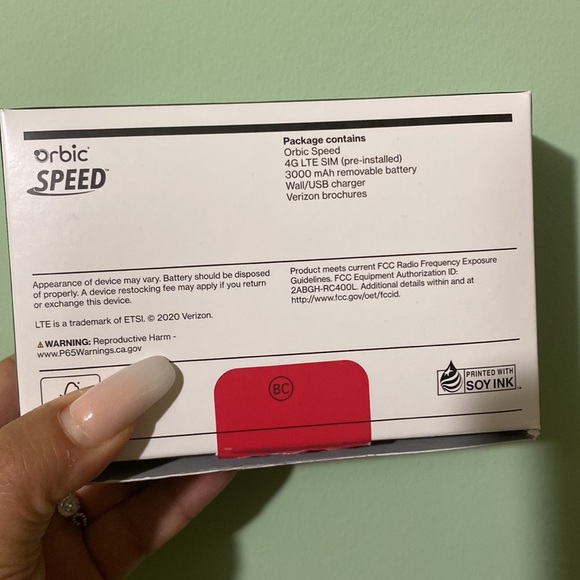 orbic
SPEED
Package contains
Orbic Speed
4G LTE SIM (pre-installed)
3000 mAh removable battery
Wall/USB charger
Verizon brochures
Appearance of device may vary. Battery should be disposed
of properly. A device restocking fee may apply if you return
or exchange this device.
LTE is a trademark of ETSI. © 2020 Verizon.
WARNING: Reproductive Harm -
www.P65Warnings.ca.gov
Product meets current FCC Radio Frequency Exposure
Guidelines. FCC Equipment Authorization ID:
2ABGH-RC400L. Additional details within and at
http://www.fcc.gov/oet/fccid.
BC
PRINTED WITH
SOY INK